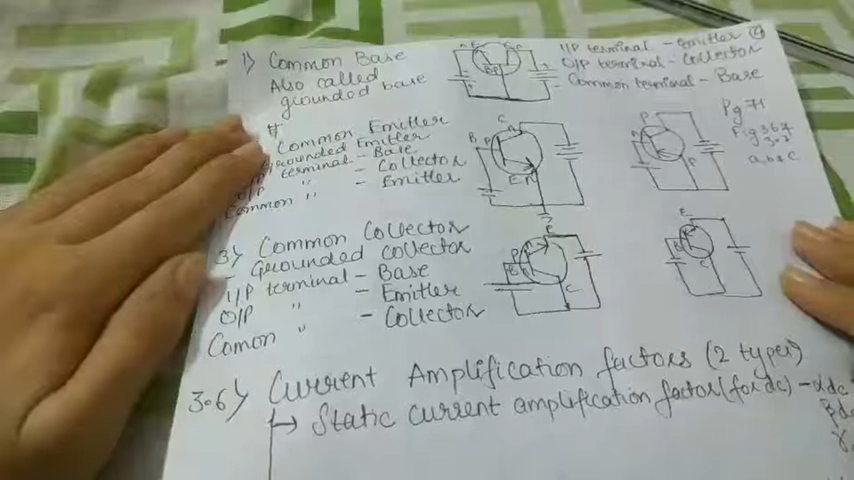 1) Common Base
Also called
grounded base
I/P terminal - Emitter
O/P terminal - Collector
Common terminal - Base
#
Common Emitter
Grounded Emitter
terminal - Base
O/P " - Collector
Common " - Emitter
Pg 71
a, b & c
3) Common Collector
- Grounded collector
I/P terminal - Base
O/P " - Emitter
Comon " - Collector
3.6) Current Amplification factors (2 types)
→ Static current amplification factor (for dc) - αdc